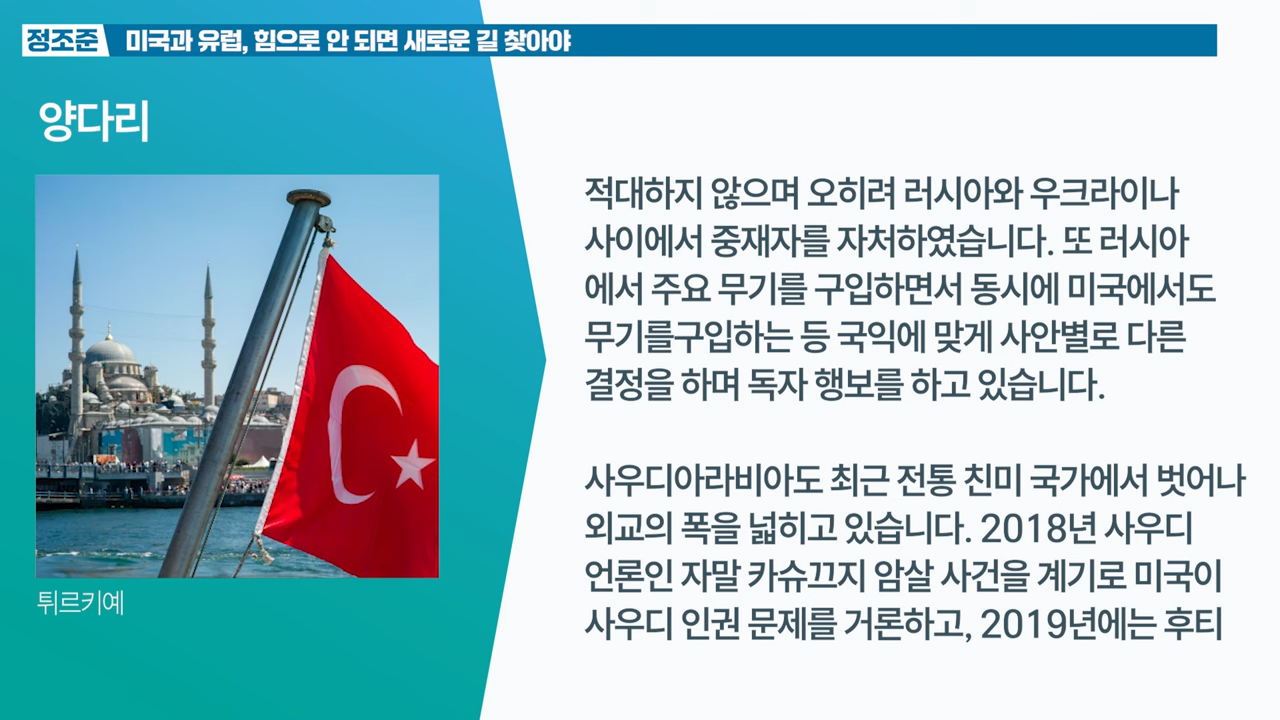 정조준 미국과 유럽, 힘으로 안 되면 새로운 길 찾아야
양다리
튀르키예
적대하지 않으며 오히려 러시아와 우크라이나
사이에서 중재자를 자처하였습니다. 또 러시아
에서 주요 무기를 구입하면서 동시에 미국에서도
무기를구입하는 등 국익에 맞게 사안별로 다른
결정을 하며 독자 행보를 하고 있습니다.
사우디아라비아도 최근 전통 친미 국가에서 벗어나
외교의 폭을 넓히고 있습니다. 2018년 사우디
언론인 자말 카슈끄지 암살 사건을 계기로 미국이
사우디 인권 문제를 거론하고, 2019년에는 후티